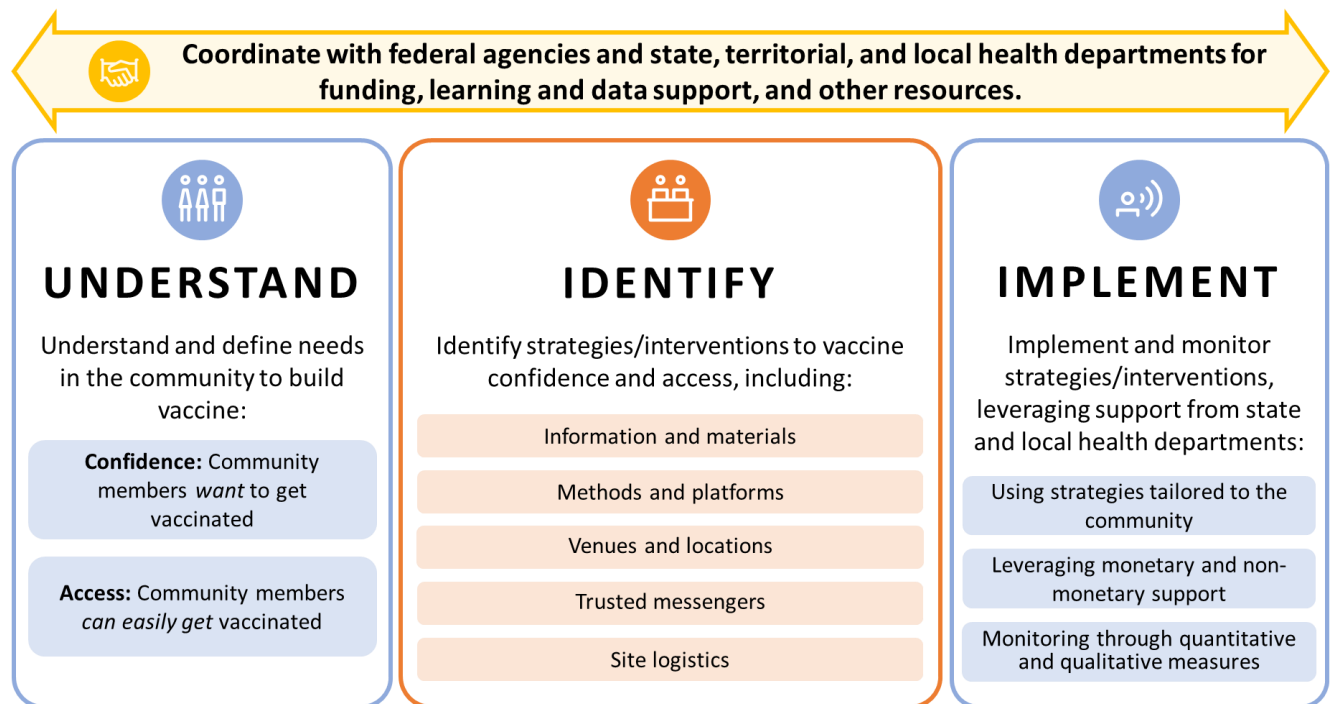 Coordinate with federal agencies and state, territorial, and local health departments for
funding, learning and data support, and other resources.
UNDERSTAND
Understand and define needs
in the community to build
vaccine:
Confidence: Community
members want to get
vaccinated
Access: Community members
can easily get vaccinated
IDENTIFY
Identify strategies/interventions to vaccine
confidence and access, including:
Information and materials
Methods and platforms
Venues and locations
Trusted messengers
Site logistics
IMPLEMENT
Implement and monitor
strategies/interventions,
leveraging support from state
and local health departments:
Using strategies tailored to the
community
Leveraging monetary and non-
monetary support
Monitoring through quantitative
and qualitative measures